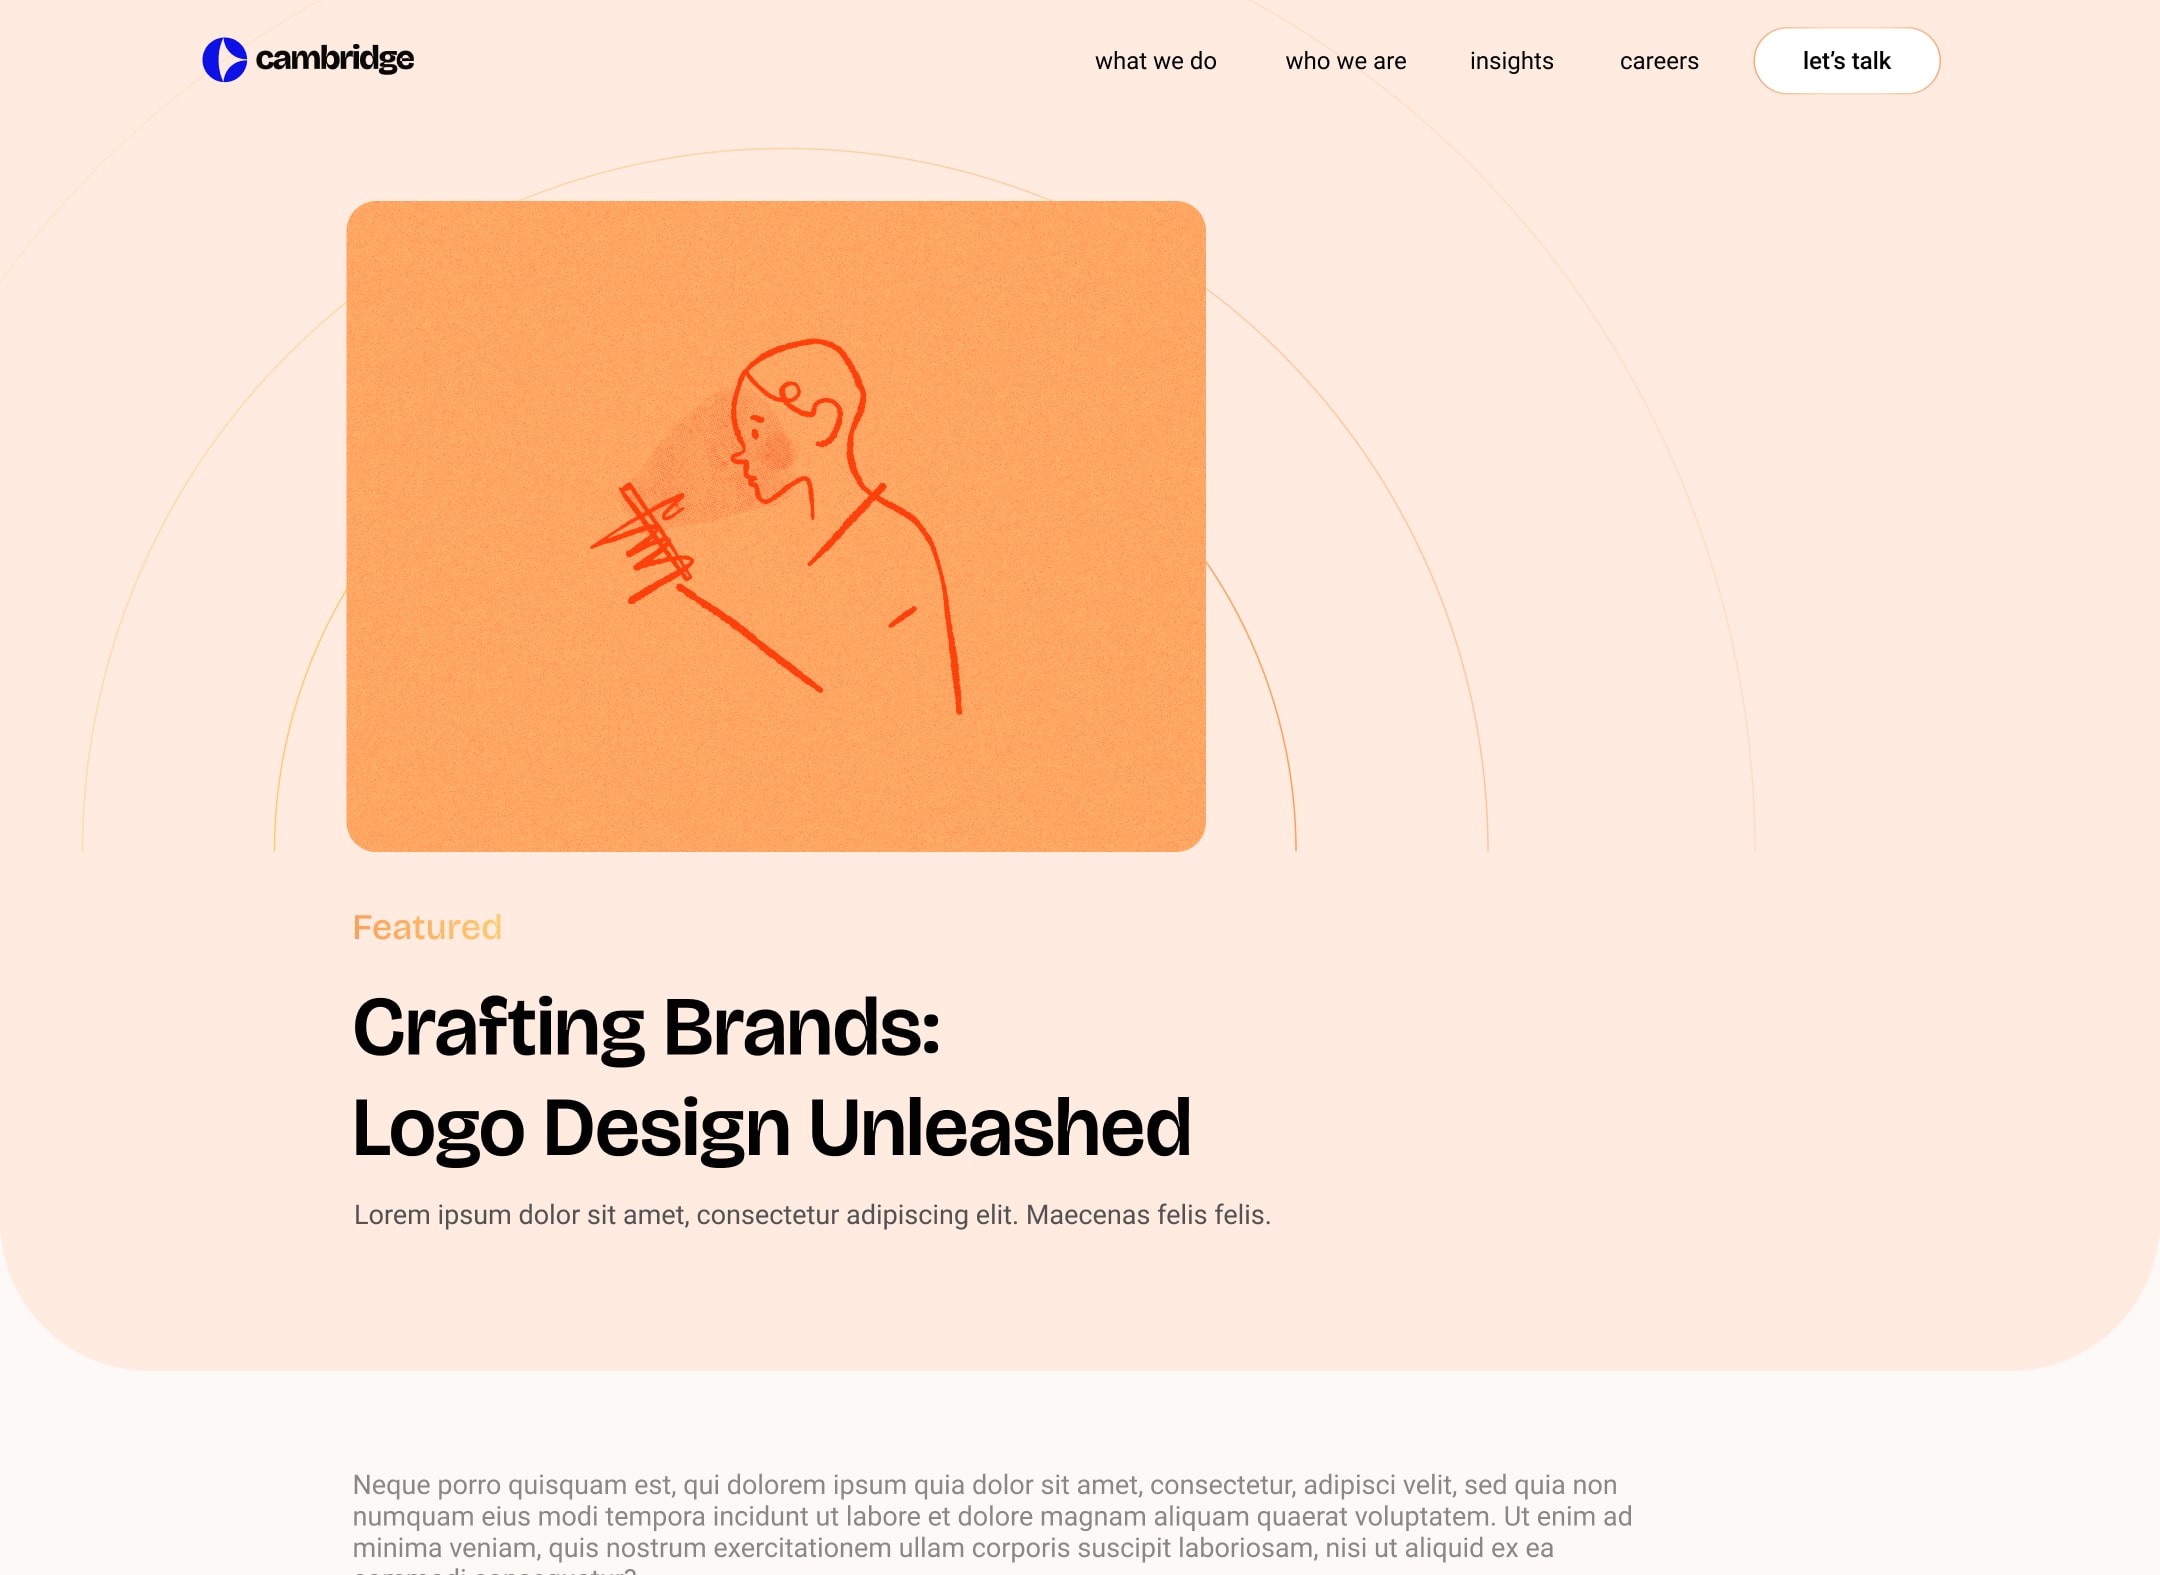 cambridge
what we do
who we are
insights
careers
let’s talk
Featured
Crafting Brands:
Logo Design Unleashed
Lorem ipsum dolor sit amet, consectetur adipiscing elit. Maecenas felis felis.
Neque porro quisquam est, qui dolorem ipsum quia dolor sit amet, consectetur, adipisci velit, sed quia non
numquam eius modi tempora incidunt ut labore et dolore magnam aliquam quaerat voluptatem. Ut enim ad
minima veniam, quis nostrum exercitationem ullam corporis suscipit laboriosam, nisi ut aliquid ex ea